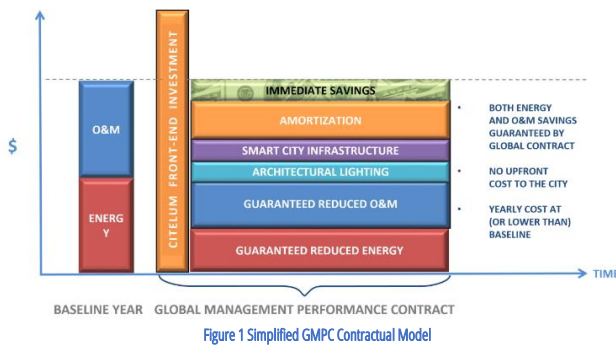 $
O&M
ENERG
Y
CITELUM FRONT-END INVESTMENT
IMMEDIATE SAVINGS
AMORTIZATION
SMART CITY INFRASTRUCTURE
ARCHITECTURAL LIGHTING
GUARANTEED REDUCED O&M
GUARANTEED REDUCED ENERGY
• BOTH ENERGY
AND O&M SAVINGS
GUARANTEED BY
GLOBAL CONTRACT
• NO UPFRONT
COST TO THE CITY
• YEARLY COST AT
(OR LOWER THAN)
BASELINE
TIME
BASELINE YEAR
GLOBAL MANAGEMENT PERFORMANCE CONTRACT
Figure 1 Simplified GMPC Contractual Model